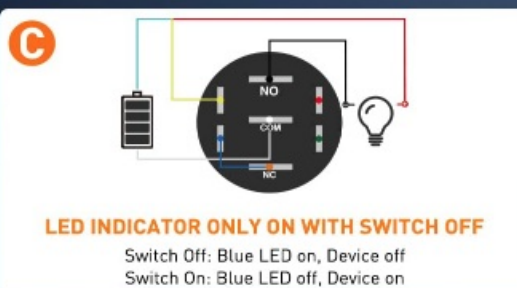 C
NO
COM
NC
LED INDICATOR ONLY ON WITH SWITCH OFF
Switch Off: Blue LED on, Device off
Switch On: Blue LED off, Device on